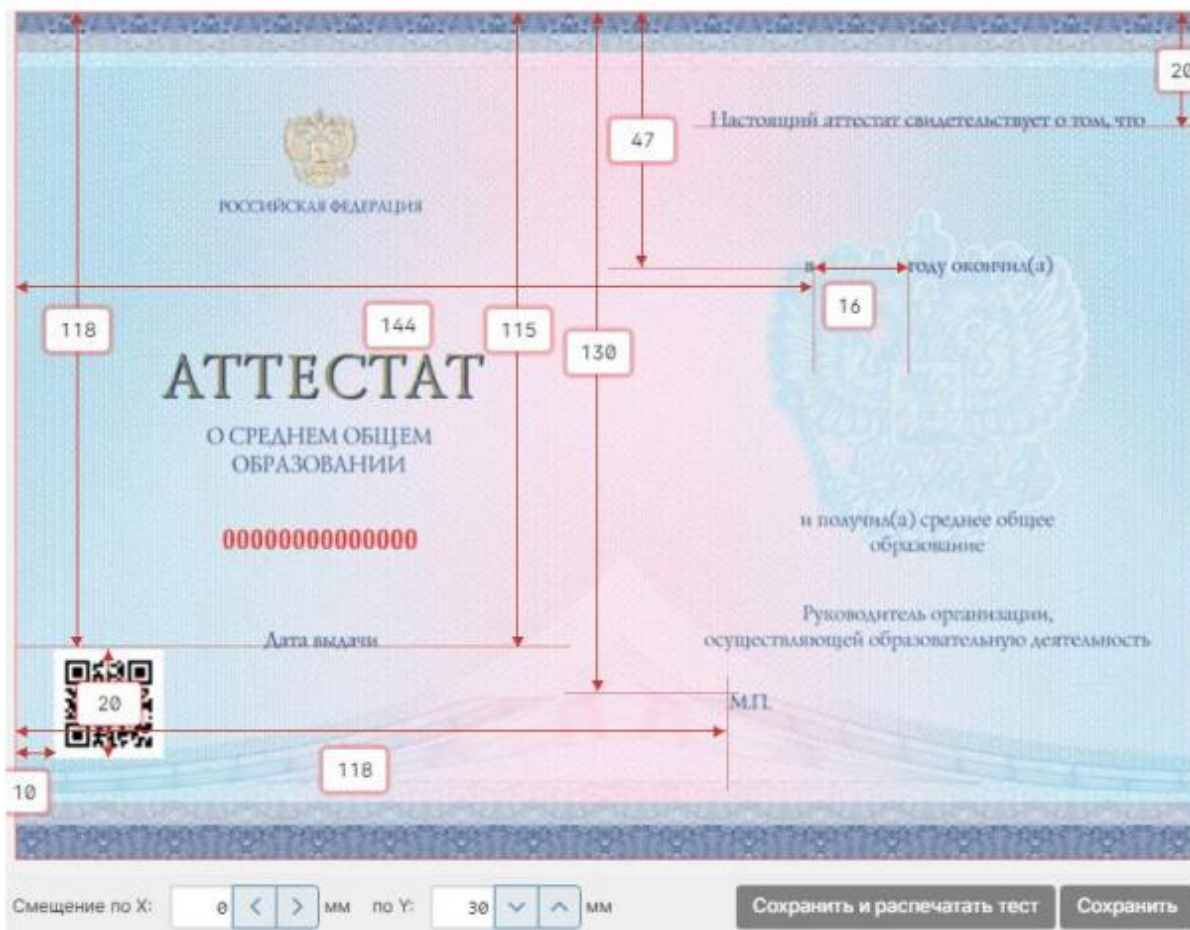 20
Настоящий аттестат свидетельствует о том, что
47
РОССИЙСКАЯ ФЕДЕРАЦИЯ
в
году окончил(а)
16
118
144
115
130
АТТЕСТАТ
О СРЕДНЕМ ОБЩЕМ
ОБРАЗОВАНИИ
00000000000000
и получил(а) среднее общее
образование
Руководитель организации,
осуществляющей образовательную деятельность
Дата выдачи
20
М.П.
118
10
Смещение по X: 0 мм по Y: 30 мм Сохранить и распечатать тест Сохранить